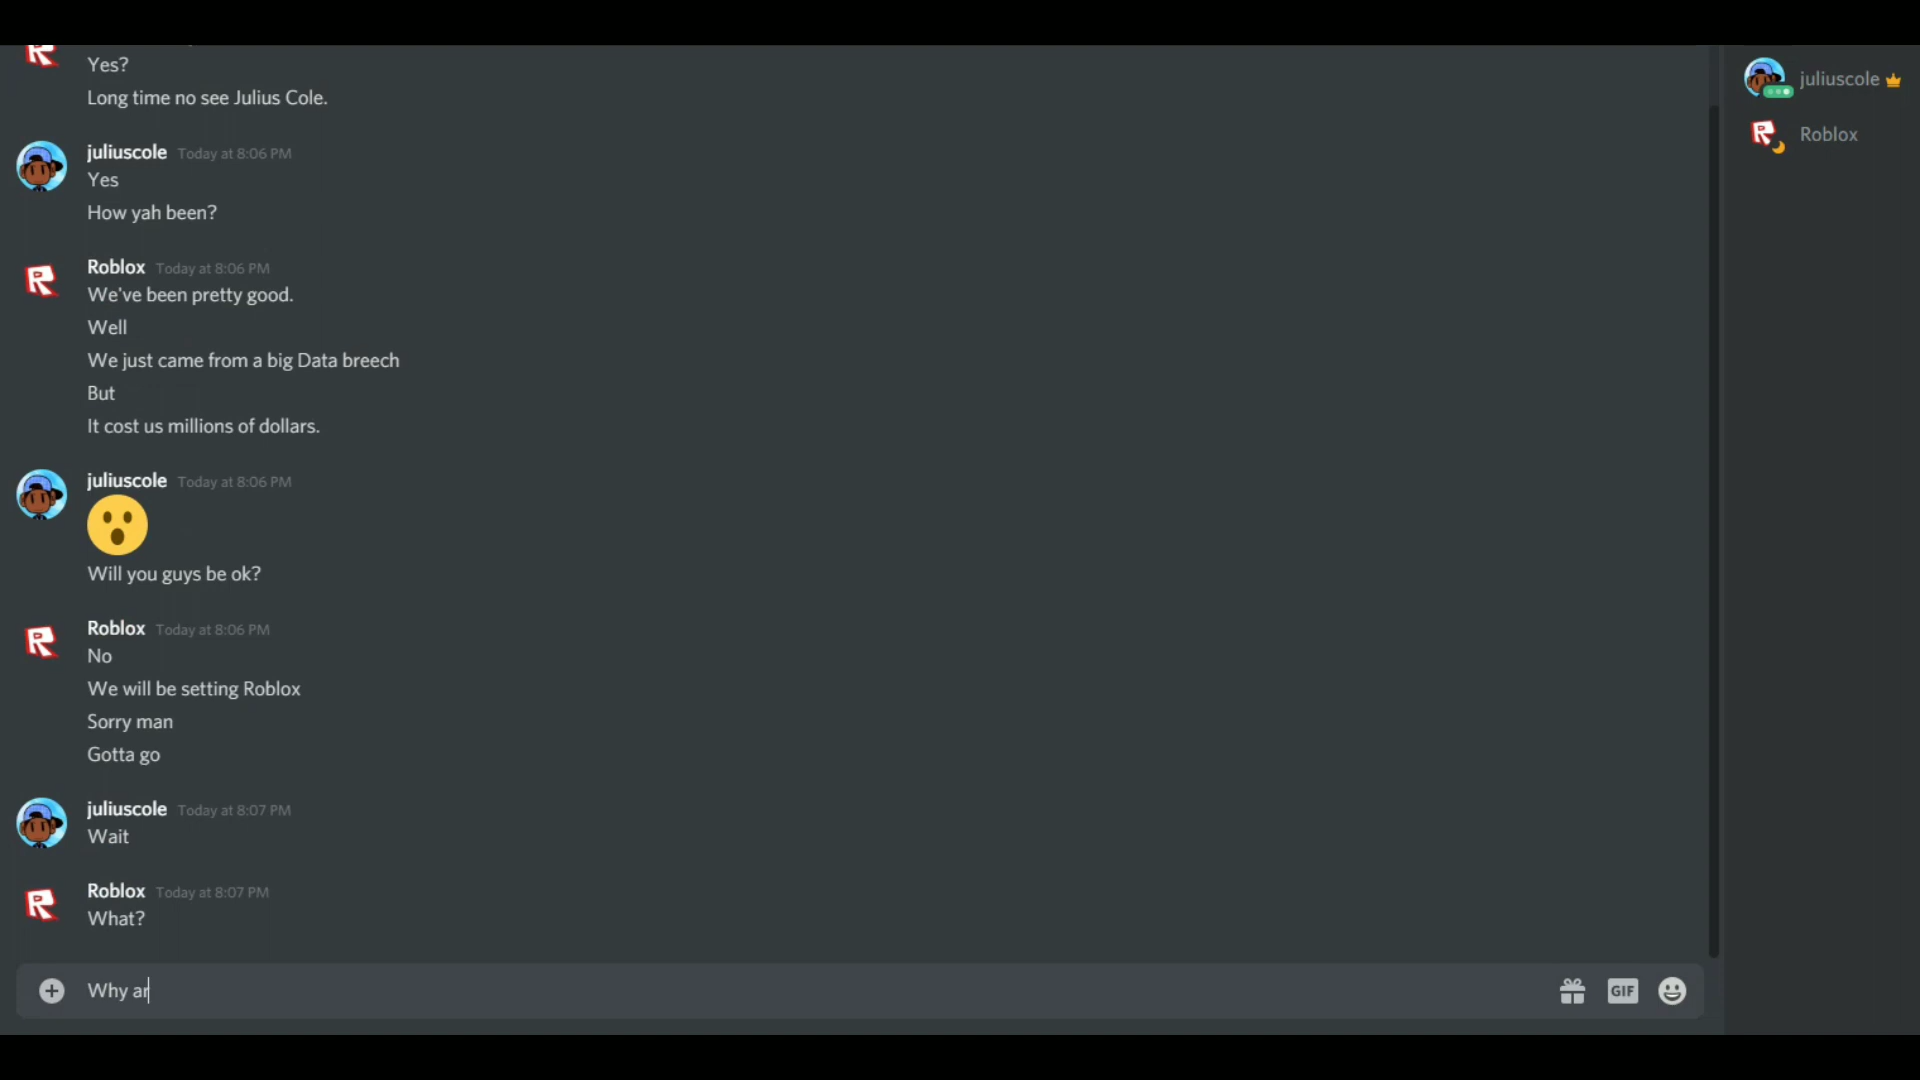 Yes?
Long time no see Julius Cole.
juliuscole Today at 8:06 PM
Yes
How yah been?
Roblox Today at 8:06 PM
We've been pretty good.
Well
We just came from a big Data breech
But
It cost us millions of dollars.
juliuscole Today at 8:06 PM
Will you guys be ok?
Roblox Today at 8:06 PM
No
We will be setting Roblox
Sorry man
Gotta go
juliuscole Today at 8:07 PM
Wait
Roblox Today at 8:07 PM
What?
Why ar
GIF
juliuscole
Roblox